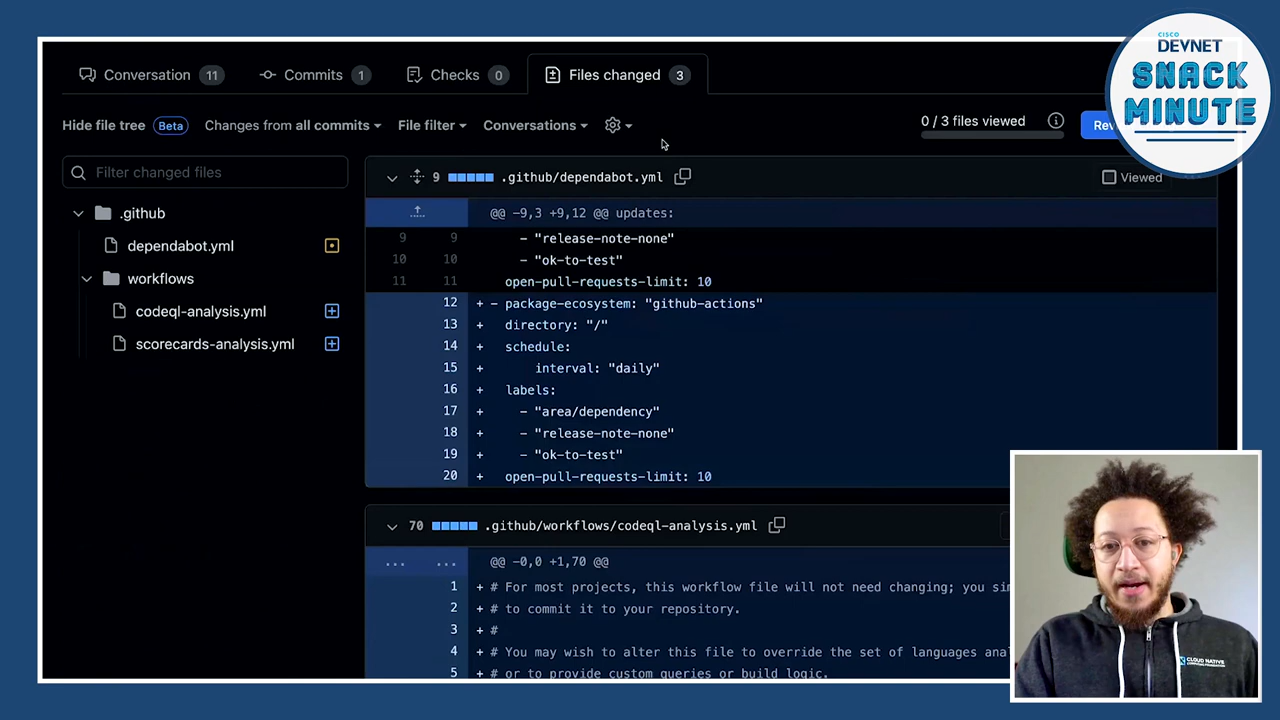 CISCO
DEVNET
SNACK
MINUTE
Conversation 11 Commits 1 Checks 0 Files changed 3
Hide file tree Beta Changes from all commits File filter Conversations 0 / 3 files viewed
Filter changed files
9 .github/dependabot.yml Viewed
.github
dependabot.yml
workflows
codeql-analysis.yml
scorecards-analysis.yml
@@ -9,3 +9,12 @@ updates:
9 9 - "release-note-none"
10 10 - "ok-to-test"
11 11 open-pull-requests-limit: 10
12 + - package-ecosystem: "github-actions"
13 + directory: "/"
14 + schedule:
15 + interval: "daily"
16 + labels:
17 + - "area/dependency"
18 + - "release-note-none"
19 + - "ok-to-test"
20 + open-pull-requests-limit: 10
70 .github/workflows/codeql-analysis.yml
... ... @@ -0,0 +1,70 @@
1 + # For most projects, this workflow file will not need changing; you
2 + # to commit it to your repository.
3 + #
4 + # You may wish to alter this file to override the set of languages
5 + # or to provide custom queries or build logic.
CLOUD NATIVE